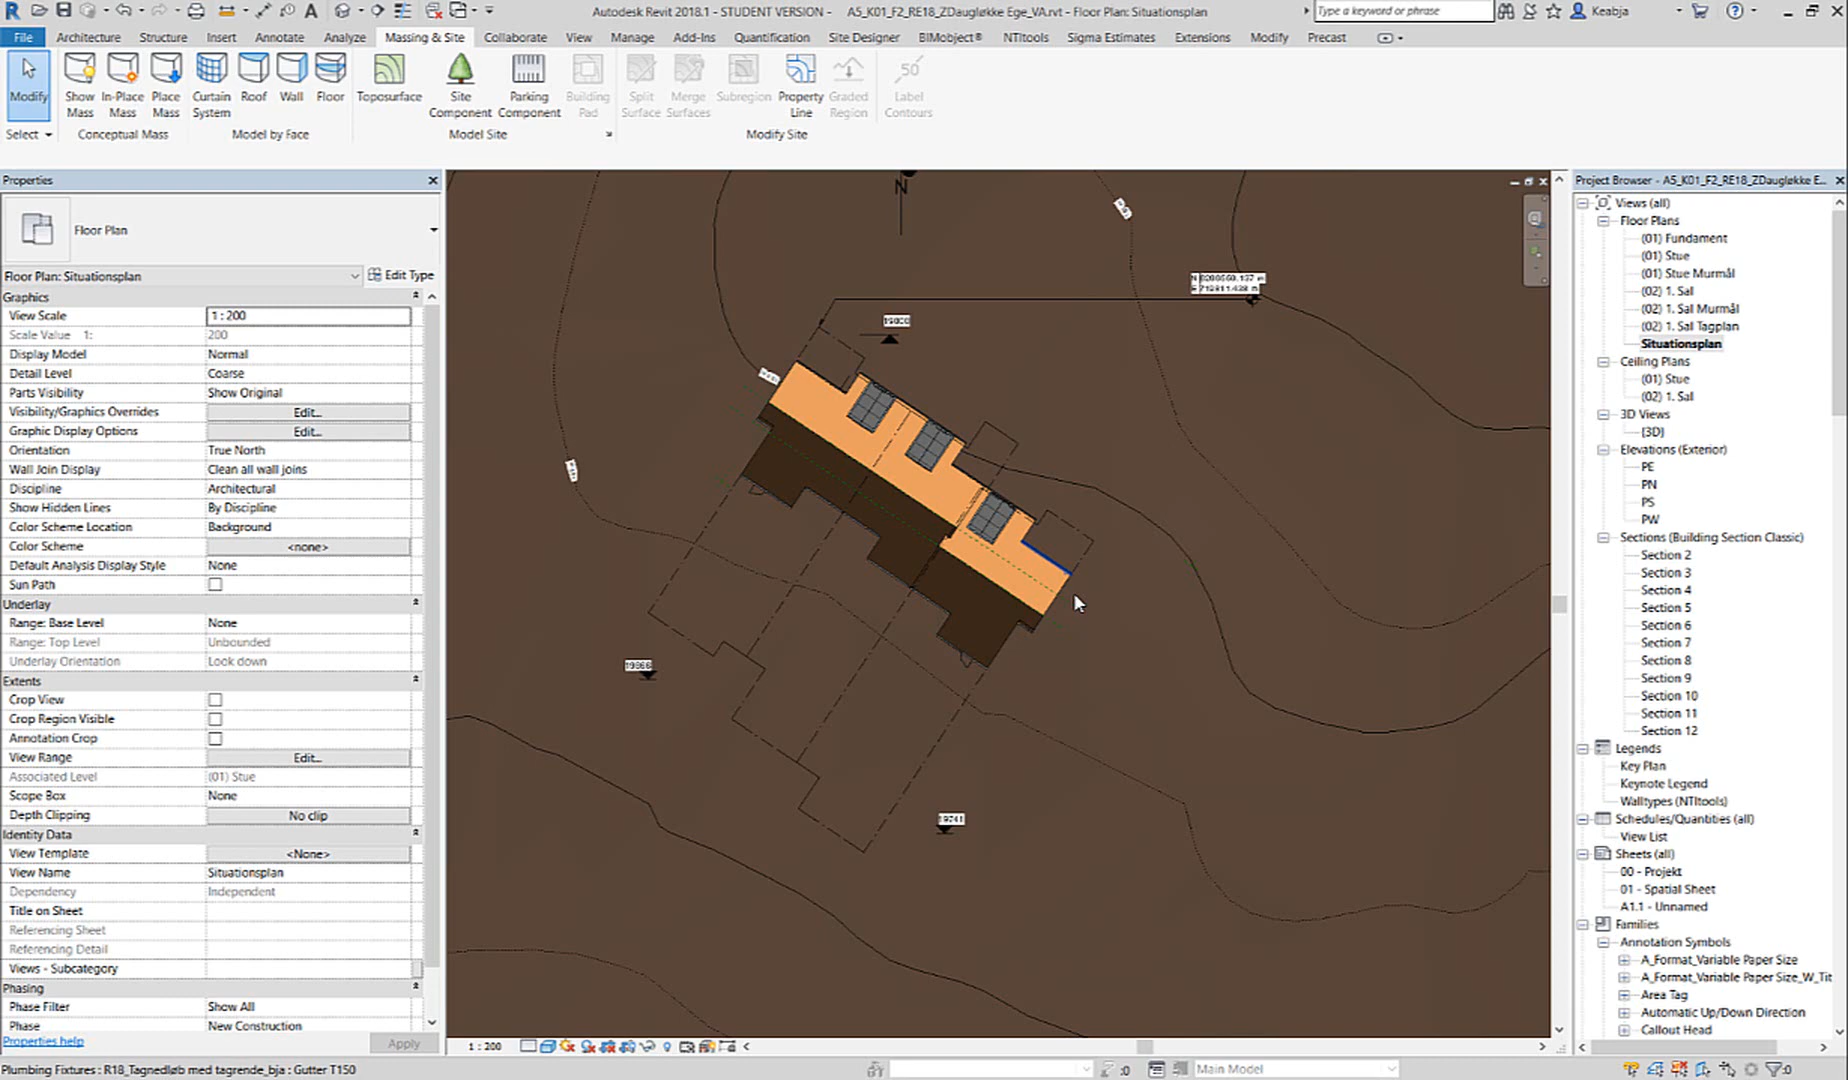 Autodesk Revit 2018.1 - STUDENT VERSION - A5_K01_F2_RE18_ZDaugløkke Ege_VA.rvt - Floor Plan: Situationsplan
Type a keyword or phrase
Keabja
File Architecture Structure Insert Annotate Analyze Massing & Site Collaborate View Manage Add-Ins Quantification Site Designer BIMobject® NTItools Sigma Estimates Extensions Modify Precast
Modify
Show Mass
In-Place Mass
Place Mass
Curtain System
Roof
Wall
Floor
Toposurface
Site Component
Parking Component
Building Pad
Split Surface
Merge Surfaces
Subregion
Property Line
Graded Region
50
Label Contours
Select
Conceptual Mass
Model by Face
Model Site
Modify Site
Properties
Floor Plan
Floor Plan: Situationsplan
Edit Type
Graphics
View Scale 1 : 200
Scale Value 1: 200
Display Model Normal
Detail Level Coarse
Parts Visibility Show Original
Visibility/Graphics Overrides Edit...
Graphic Display Options Edit...
Orientation True North
Wall Join Display Clean all wall joins
Discipline Architectural
Show Hidden Lines By Discipline
Color Scheme Location Background
Color Scheme <none>
Default Analysis Display Style None
Sun Path
Underlay
Range: Base Level None
Range: Top Level Unbounded
Underlay Orientation Look down
Extents
Crop View
Crop Region Visible
Annotation Crop
View Range Edit...
Associated Level (01) Stue
Scope Box None
Depth Clipping No clip
Identity Data
View Template <None>
View Name Situationsplan
Dependency Independent
Title on Sheet
Referencing Sheet
Referencing Detail
Views - Subcategory
Phasing
Phase Filter Show All
Phase New Construction
Properties help
Apply
N
19741
1 : 200
Project Browser - A5_K01_F2_RE18_ZDaugløkke E...
Views (all)
Floor Plans
(01) Fundament
(01) Stue
(01) Stue Murmål
(02) 1. Sal
(02) 1. Sal Murmål
(02) 1. Sal Tagplan
Situationsplan
Ceiling Plans
(01) Stue
(02) 1. Sal
3D Views
{3D}
Elevations (Exterior)
PE
PN
PS
PW
Sections (Building Section Classic)
Section 2
Section 3
Section 4
Section 5
Section 6
Section 7
Section 8
Section 9
Section 10
Section 11
Section 12
Legends
Key Plan
Keynote Legend
Walltypes (NTItools)
Schedules/Quantities (all)
View List
Sheets (all)
00 - Projekt
01 - Spatial Sheet
A1.1 - Unnamed
Families
Annotation Symbols
A_Format_Variable Paper Size
A_Format_Variable Paper Size_W_Tit
Area Tag
Automatic Up/Down Direction
Callout Head
Plumbing Fixtures : R18_Tagnedløb med tagrende_bja : Gutter T150
:0
Main Model
:0